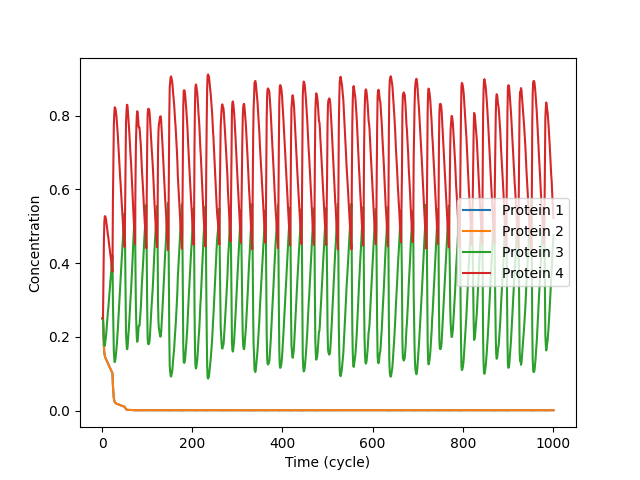 0.8
0.6
0.4
0.2
0.0
Concentration
0 200 400 600 800 1000
Time (cycle)
Protein 1
Protein 2
Protein 3
Protein 4